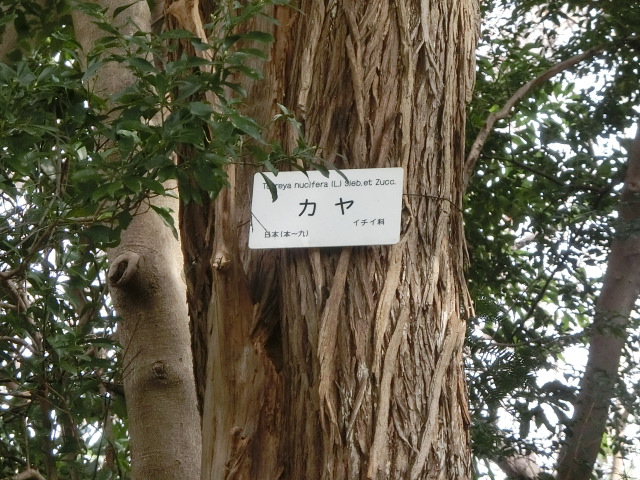 Torreya nucifera (L.) Sieb.et Zucc.
カヤ
イチイ科
日本(本~九)